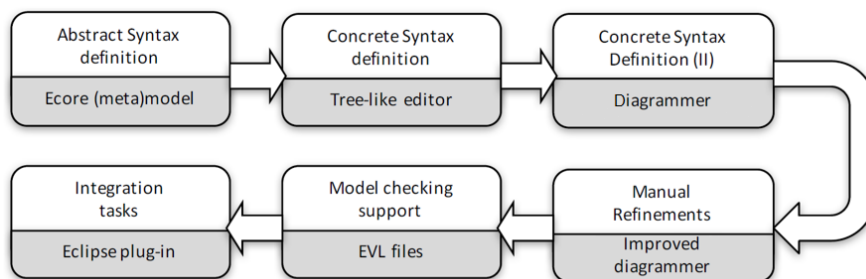 Abstract Syntax
definition
Ecore (meta)model
Concrete Syntax
definition
Tree-like editor
Concrete Syntax
Definition (II)
Diagrammer
Integration
tasks
Eclipse plug-in
Model checking
support
EVL files
Manual
Refinements
Improved
diagrammer